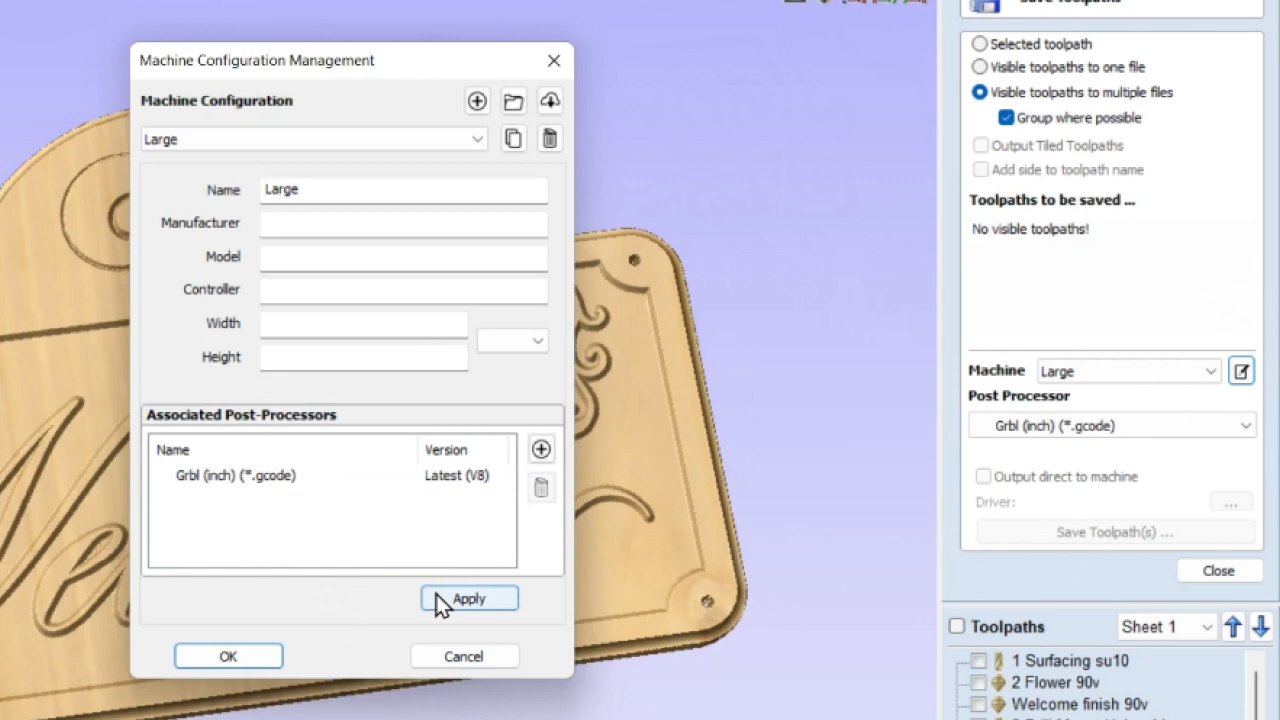 Machine Configuration Management
Machine Configuration
Large
Name Large
Manufacturer
Model
Controller
Width
Height
Associated Post-Processors
Name Version
Grbl (inch) (*.gcode) Latest (V8)
Apply
OK Cancel
Save Toolpaths
Selected toolpath
Visible toolpaths to one file
Visible toolpaths to multiple files
Group where possible
Output Tiled Toolpaths
Add side to toolpath name
Toolpaths to be saved ...
No visible toolpaths!
Machine Large
Post Processor
Grbl (inch) (*.gcode)
Output direct to machine
Driver: ...
Save Toolpath(s) ...
Close
Toolpaths Sheet 1
1 Surfacing su10
2 Flower 90v
Welcome finish 90v